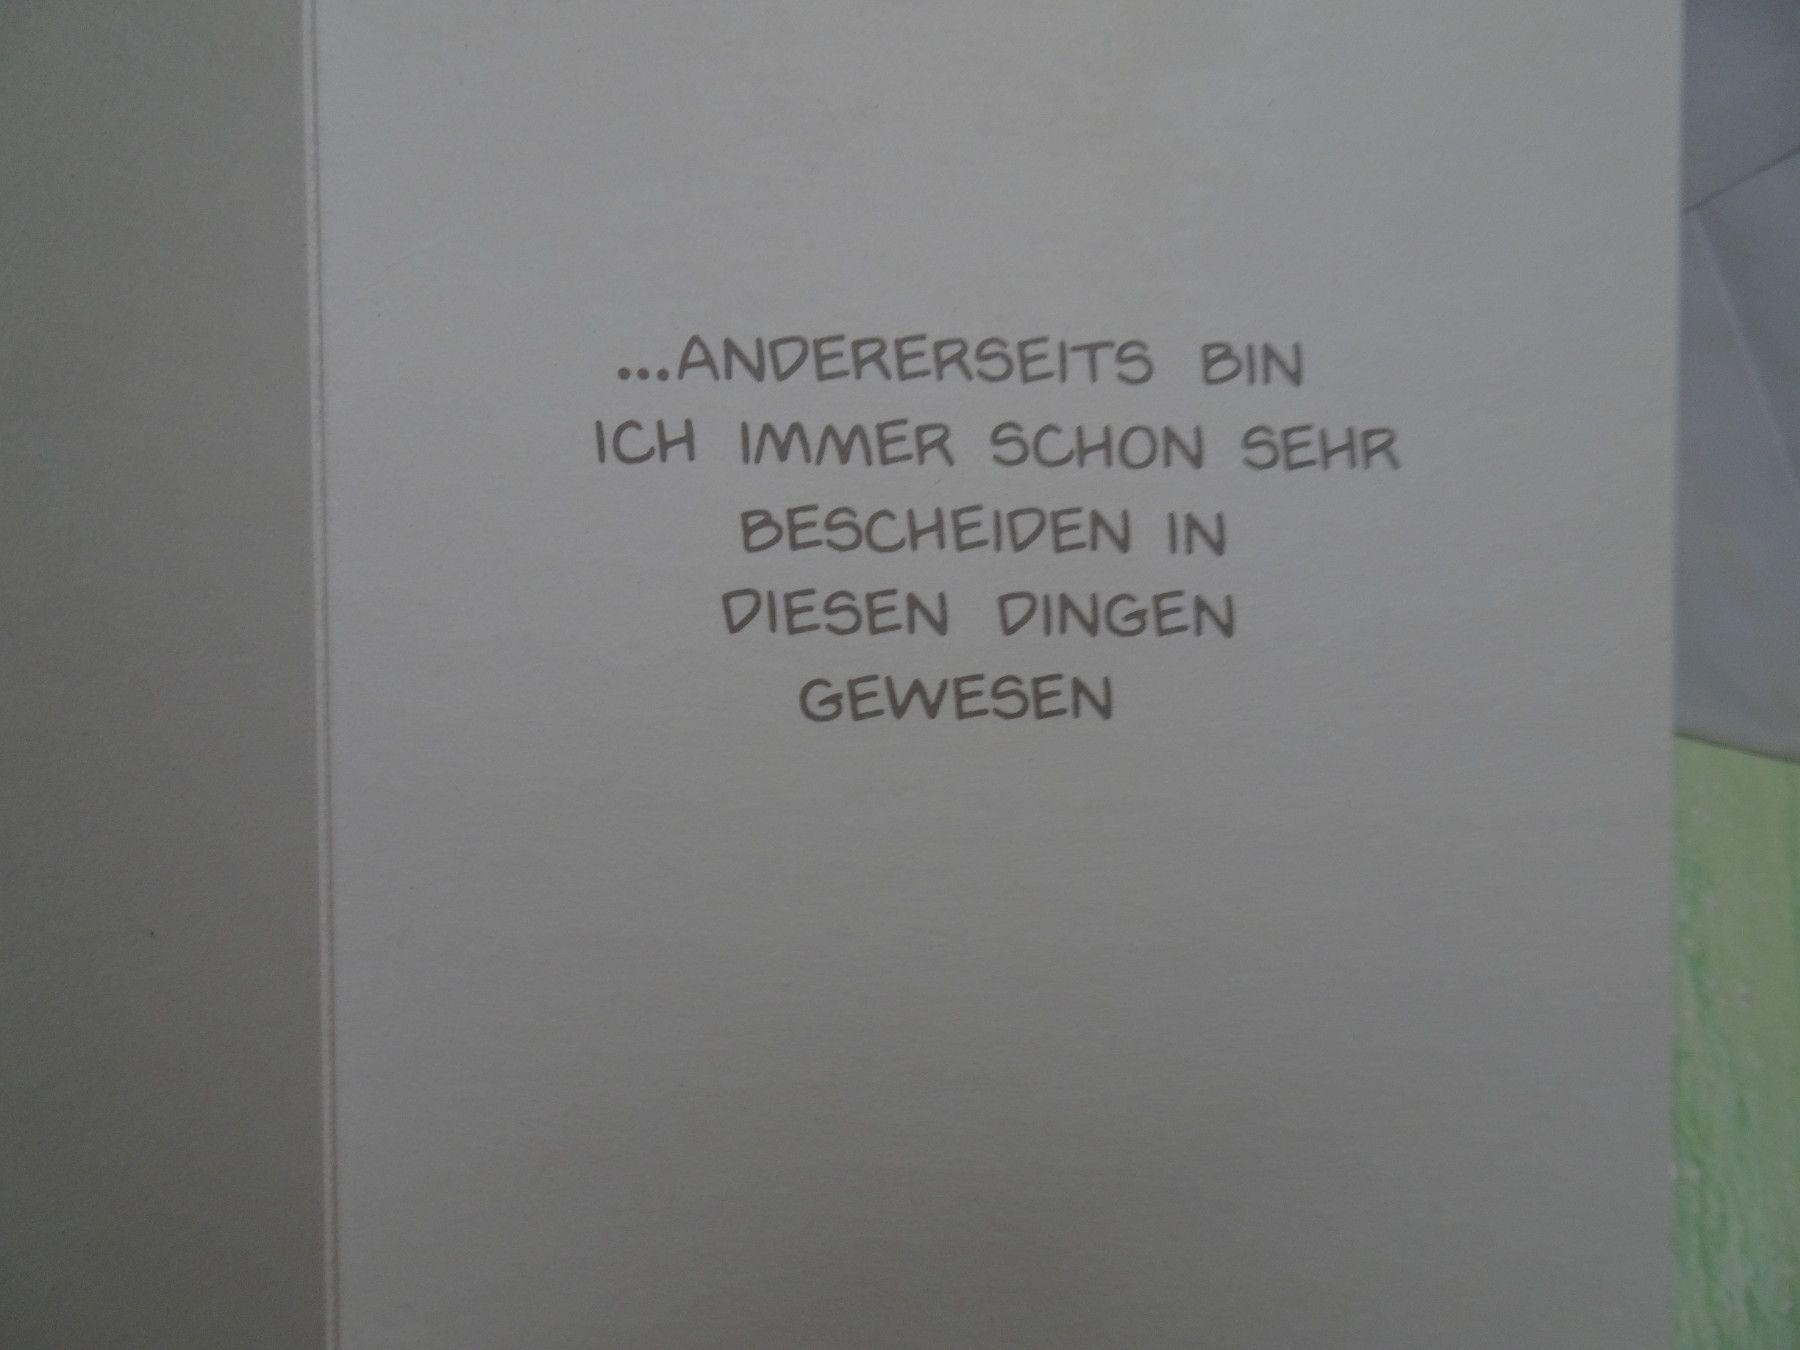 ...ANDERERSEITS BIN
ICH IMMER SCHON SEHR
BESCHEIDEN IN
DIESEN DINGEN
GEWESEN